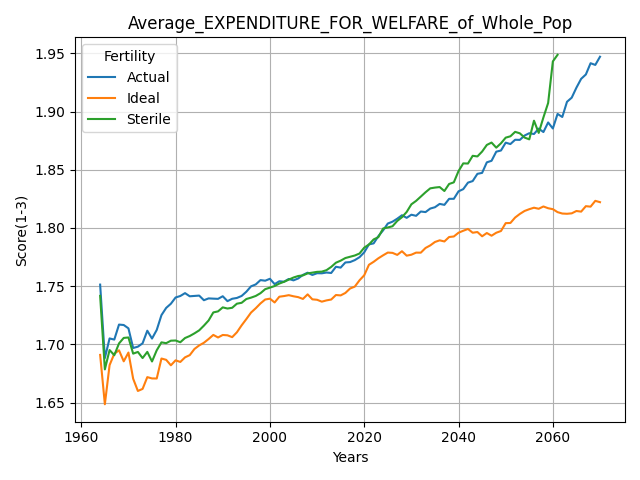 Average_EXPENDITURE_FOR_WELFARE_of_Whole_Pop
Fertility
Actual
Ideal
Sterile
Score(1-3)
1.95
1.90
1.85
1.80
1.75
1.70
1.65
1960 1980 2000 2020 2040 2060
Years